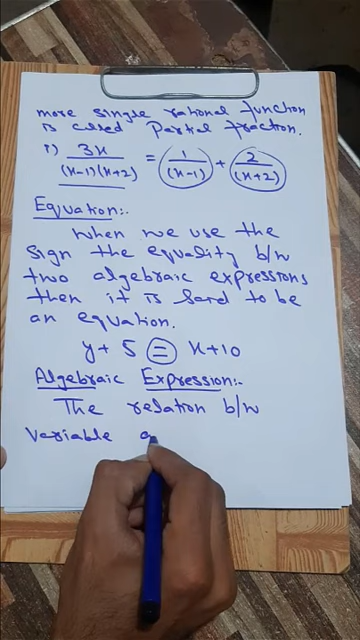 more single rational function
is called Partial fraction.
i) 3x/(x-1)(x+2) = 1/(x-1) + 2/(x+2)
Equation:-
when we use the
sign the equality b/w
two algebraic expressions
then it is said to be
an equation.
y + 5 = x + 10
Algebraic Expression:-
The relation b/w
variable a